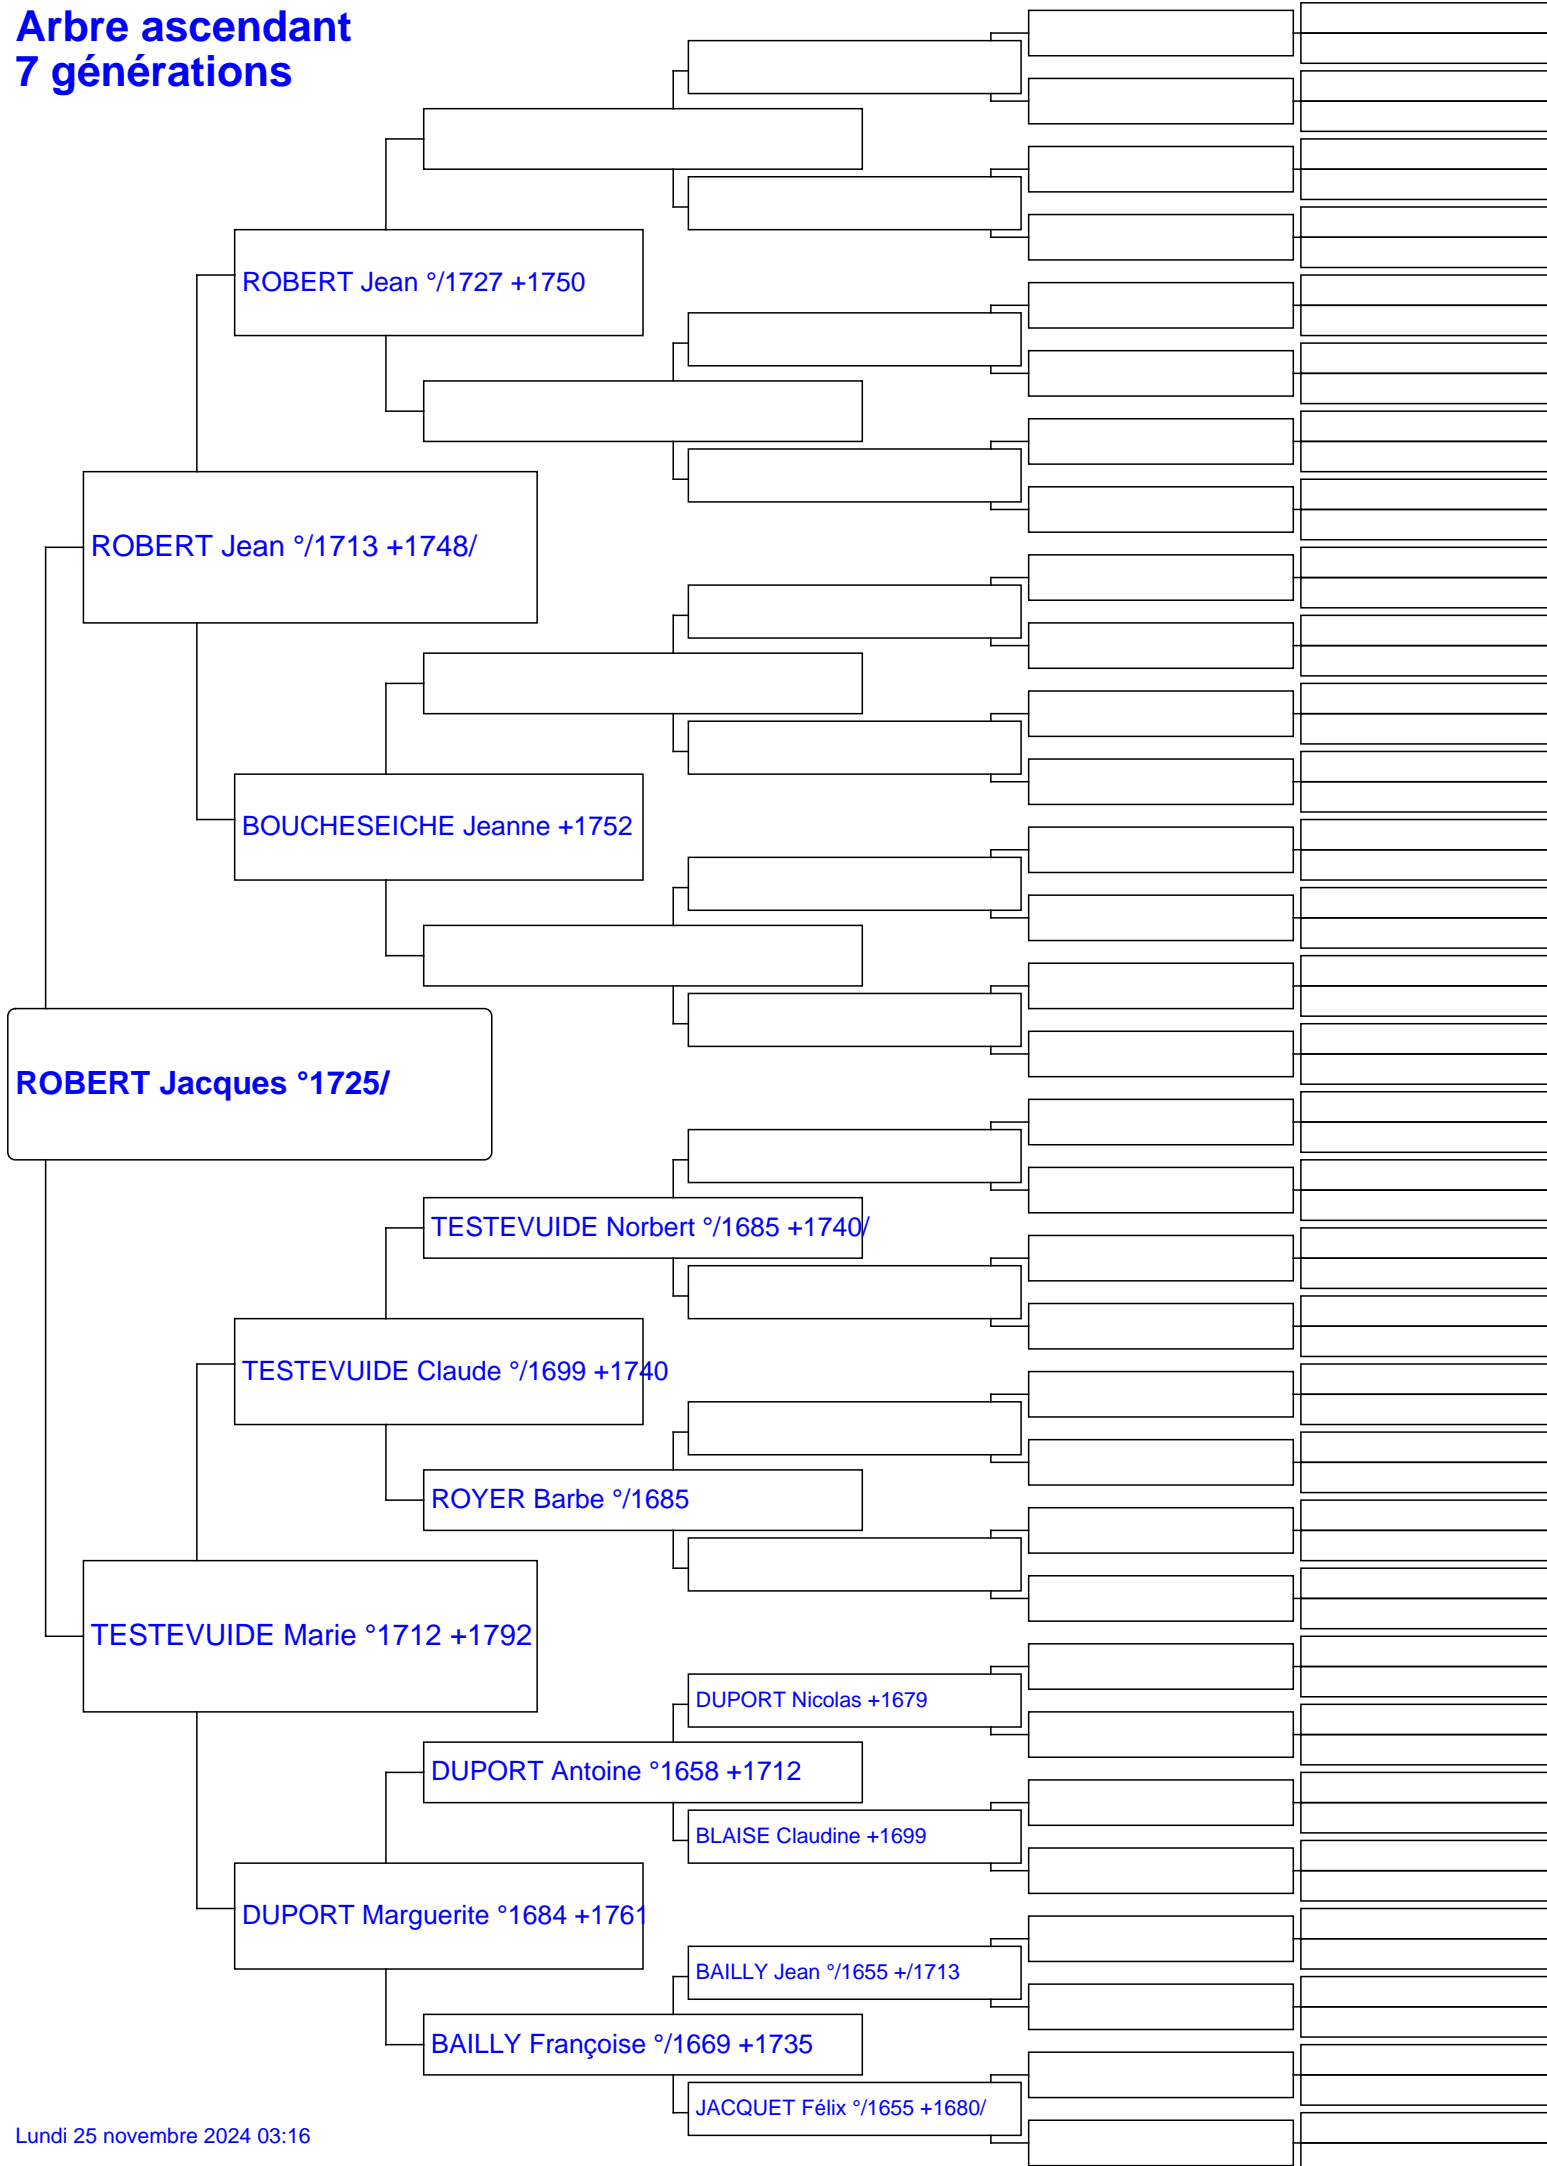 Arbre ascendant
7 générations
ROBERT Jean °/1727 +1750
ROBERT Jean °/1713 +1748/
BOUCHESEICHE Jeanne +1752
ROBERT Jacques °1725/
TESTEVUIDE Norbert °/1685 +1740/
TESTEVUIDE Claude °/1699 +1740
ROYER Barbe °/1685
TESTEVUIDE Marie °1712 +1792
DUPORT Nicolas +1679
DUPORT Antoine °1658 +1712
BLAISE Claudine +1699
DUPORT Marguerite °1684 +1761
BAILLY Jean °/1655 +/1713
BAILLY Françoise °/1669 +1735
JACQUET Félix °/1655 +1680/
Lundi 25 novembre 2024 03:16